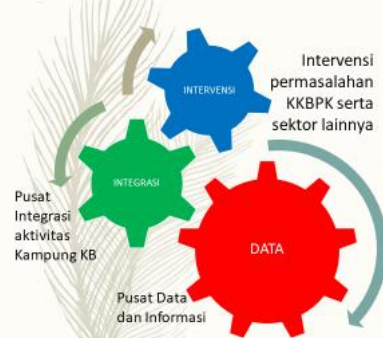 INTERVENSI
Intervensi
permasalahan
KKBPK serta
sektor lainnya
INTEGRASI
Pusat
Integrasi
aktivitas
Kampung KB
DATA
Pusat Data
dan Informasi